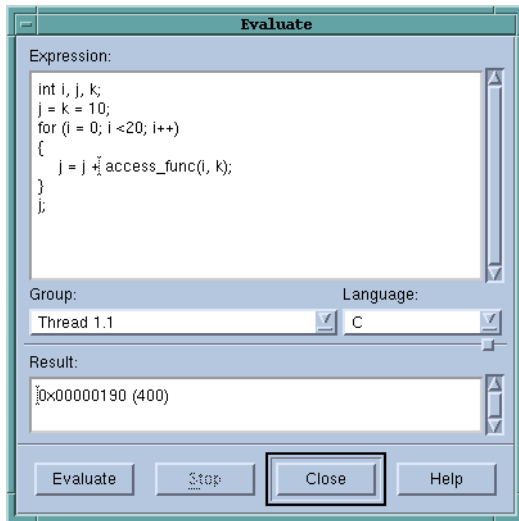 Evaluate
Expression:
int i, j, k;
j = k = 10;
for (i = 0; i <20; i++)
{
j = j + access_func(i, k);
}
j;
Group:
Language:
Thread 1.1
C
Result:
0x00000190 (400)
Evaluate
Stop
Close
Help